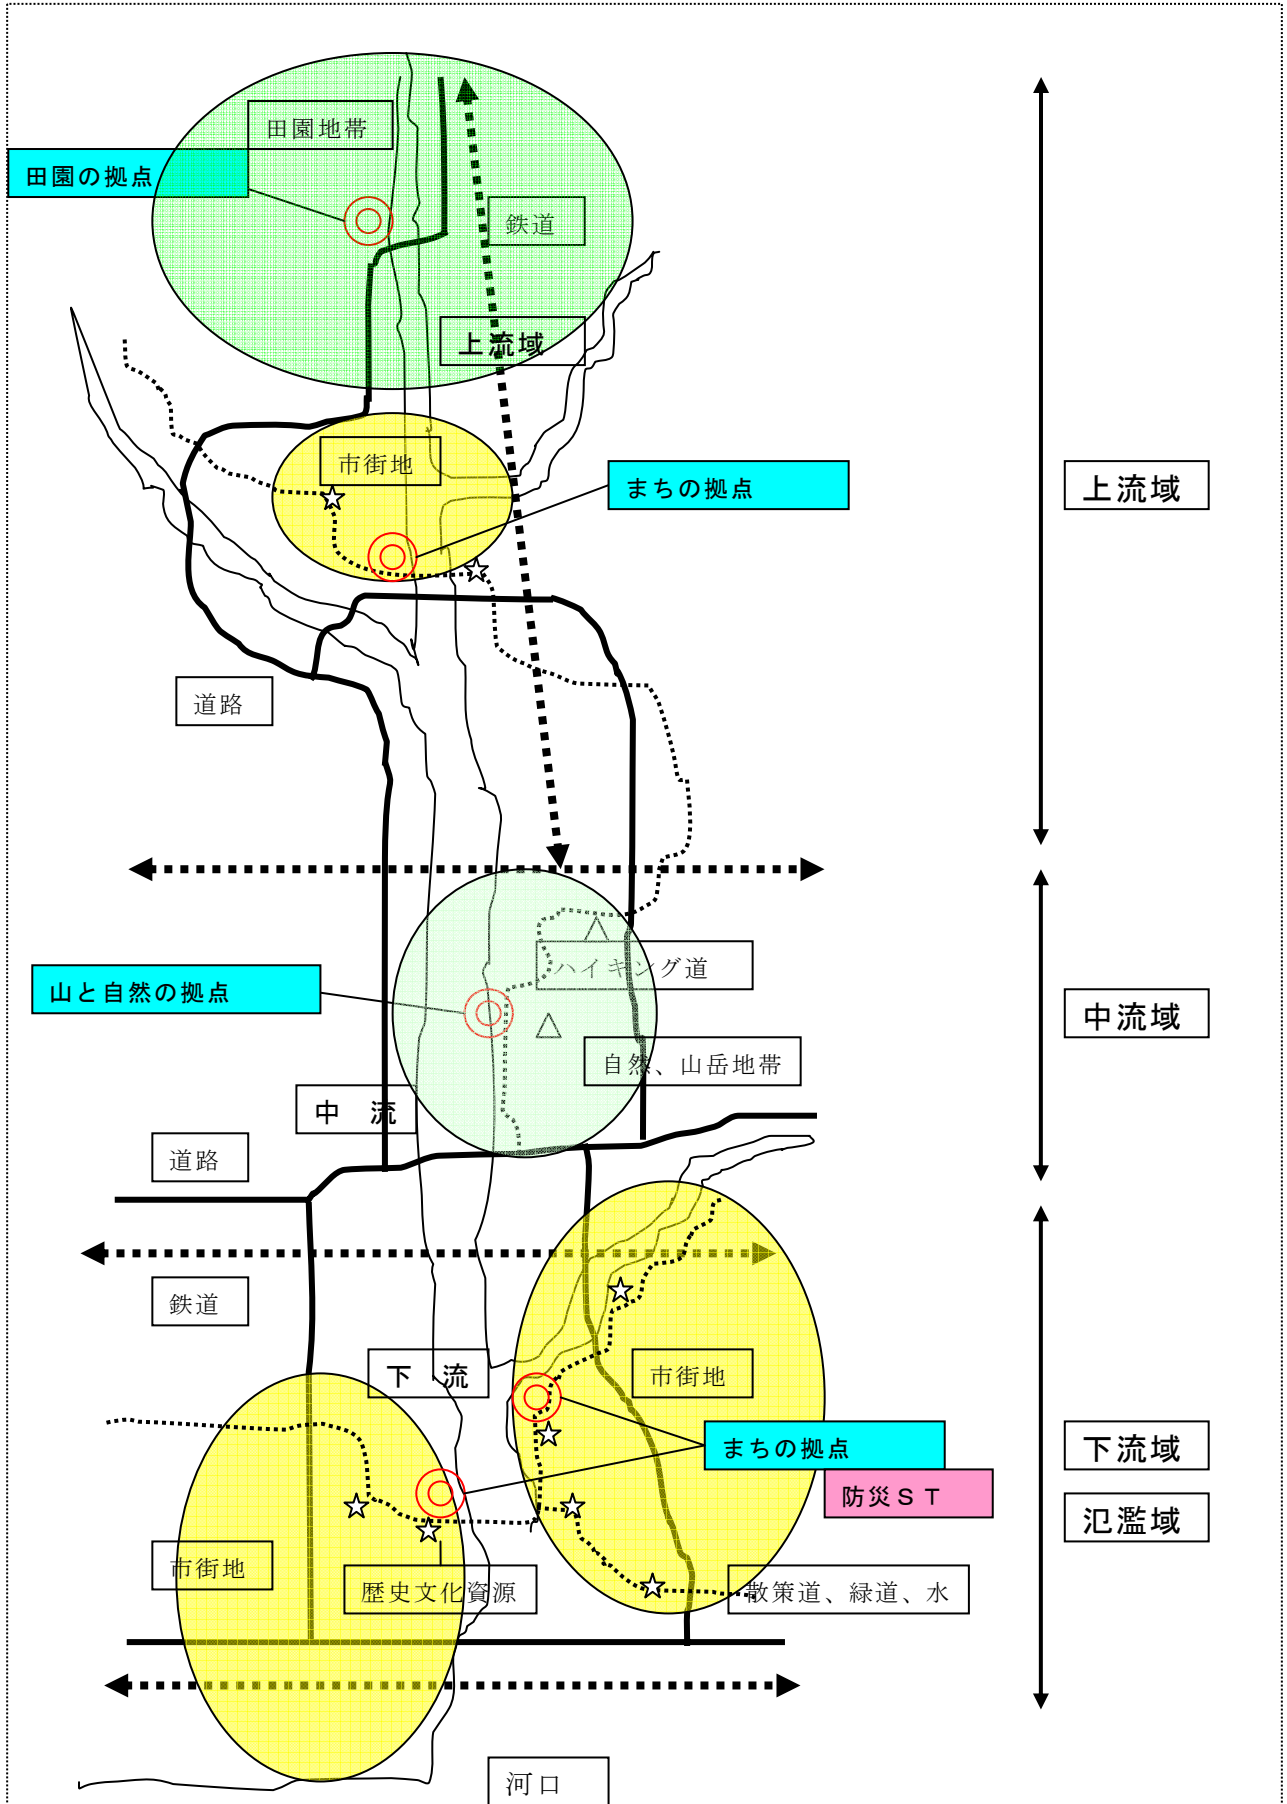 田園地帯
田園の拠点
鉄道
上流域
市街地
まちの拠点
上流域
道路
ハイキング道
山と自然の拠点
中流域
自然、山岳地帯
中 流
道路
鉄道
下 流
市街地
まちの拠点
下流域
防災ST
氾濫域
市街地
歴史文化資源
散策道、緑道、水
河口